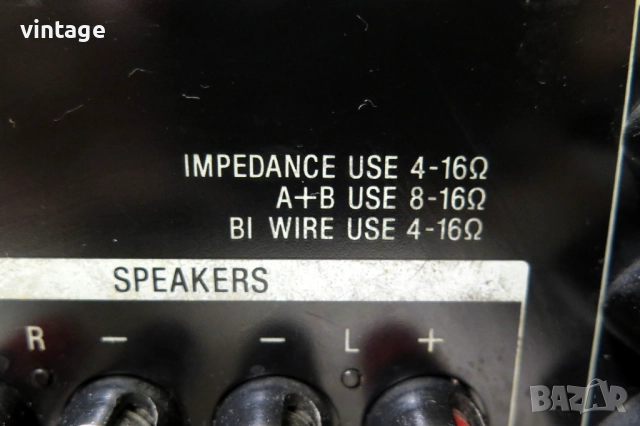 vintage
IMPEDANCE USE 4-16Ω
A+B USE 8-16Ω
BI WIRE USE 4-16Ω
SPEAKERS
R - - L +
BAZAR